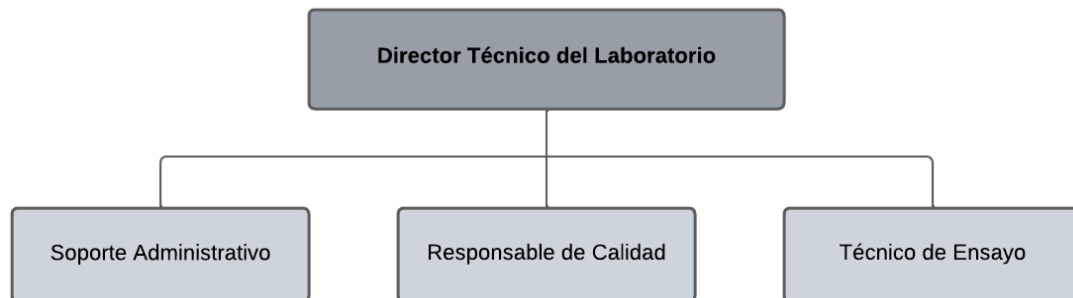 Director Técnico del Laboratorio
Soporte Administrativo
Responsable de Calidad
Técnico de Ensayo